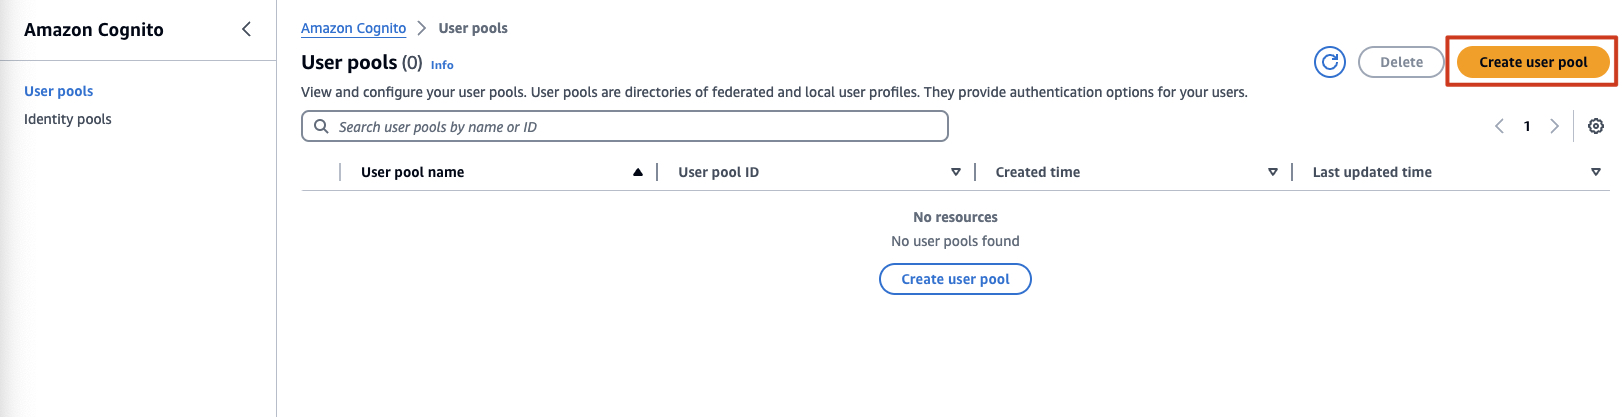 Amazon Cognito
User pools
Identity pools
Amazon Cognito > User pools
User pools (0) Info
Delete
Create user pool
View and configure your user pools. User pools are directories of federated and local user profiles. They provide authentication options for your users.
Search user pools by name or ID
1
User pool name User pool ID Created time Last updated time
No resources
No user pools found
Create user pool